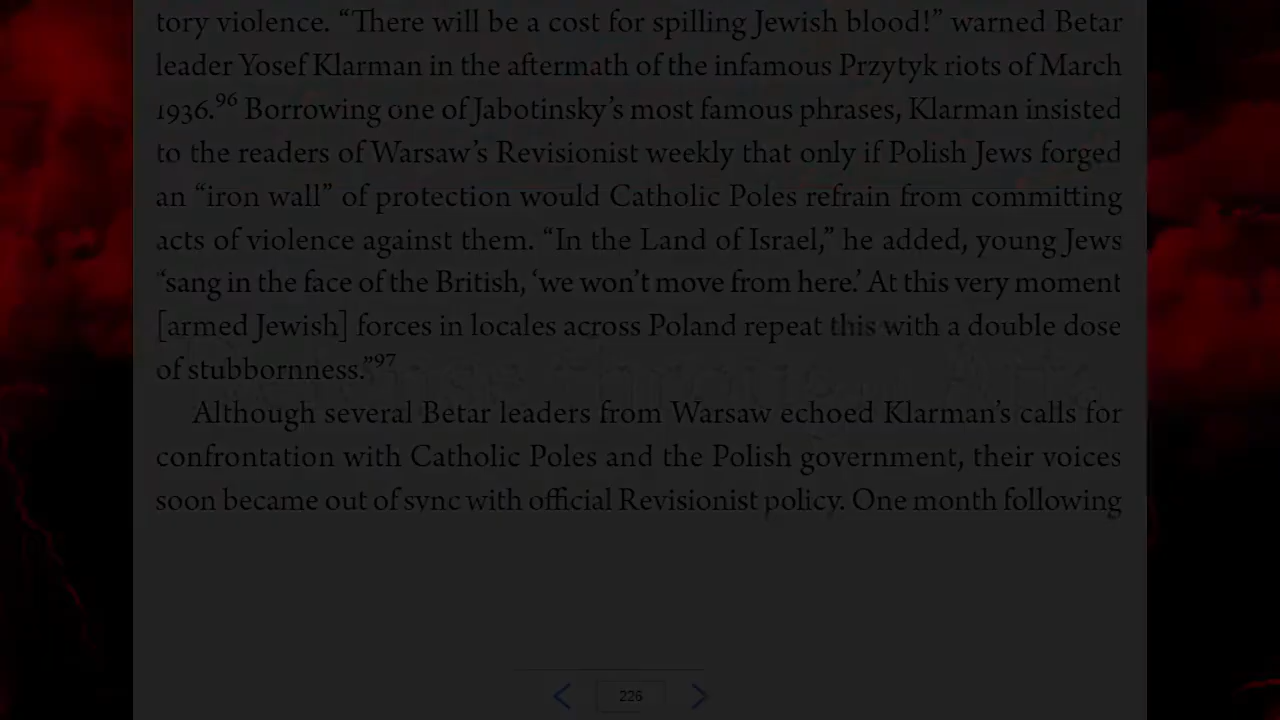 tory violence. “There will be a cost for spilling Jewish blood!” warned Betar
leader Yosef Klarman in the aftermath of the infamous Przytyk riots of March
1936.96 Borrowing one of Jabotinsky’s most famous phrases, Klarman insisted
to the readers of Warsaw’s Revisionist weekly that only if Polish Jews forged
an “iron wall” of protection would Catholic Poles refrain from committing
acts of violence against them. “In the Land of Israel,” he added, young Jews
“sang in the face of the British, ‘we won’t move from here.’ At this very moment
[armed Jewish] forces in locales across Poland repeat this with a double dose
of stubbornness.”97
Although several Betar leaders from Warsaw echoed Klarman’s calls for
confrontation with Catholic Poles and the Polish government, their voices
soon became out of sync with official Revisionist policy. One month following
226